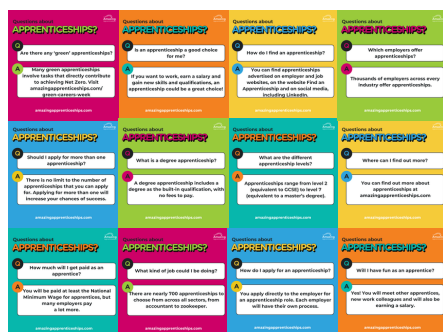 Questions about
APPRENTICESHIPS?
Q
Are there any 'green' apprenticeships?
A
Many green apprenticeships
involve tasks that directly contribute
to achieving Net Zero. Visit
amazingapprenticeships.com/
green-careers-week
amazingapprenticeships.com
Questions about
APPRENTICESHIPS?
Q
Is an apprenticeship a good choice
for me?
A
If you want to work, earn a salary and
gain new skills and qualifications, an
apprenticeship could be a great choice!
amazingapprenticeships.com
Questions about
APPRENTICESHIPS?
Q
How do I find an apprenticeship?
A
You can find apprenticeships
advertised on employer and job
websites, on the website Find an
Apprenticeship and on social media,
including LinkedIn.
amazingapprenticeships.com
Questions about
APPRENTICESHIPS?
Q
Which employers offer
apprenticeships?
A
Thousands of employers across every
industry offer apprenticeships.
amazingapprenticeships.com
Questions about
APPRENTICESHIPS?
Q
Should I apply for more than one
apprenticeship?
A
There is no limit to the number of
apprenticeships that you can apply
for. Applying for more than one will
increase your chances of success.
amazingapprenticeships.com
Questions about
APPRENTICESHIPS?
Q
What is a degree apprenticeship?
A
A degree apprenticeship includes a
degree as the built-in qualification, with
no fees to pay.
amazingapprenticeships.com
Questions about
APPRENTICESHIPS?
Q
What are the different
apprenticeship levels?
A
Apprenticeships range from level 2
(equivalent to GCSE) to level 7
(equivalent to a master's degree).
amazingapprenticeships.com
Questions about
APPRENTICESHIPS?
Q
Where can I find out more?
A
You can find out more about
apprenticeships at
amazingapprenticeships.com
amazingapprenticeships.com
Questions about
APPRENTICESHIPS?
Q
How much will I get paid as an
apprentice?
A
You will be paid at least the National
Minimum Wage for apprentices, but
many employers pay
a lot more.
amazingapprenticeships.com
Questions about
APPRENTICESHIPS?
Q
What kind of job could I be doing?
A
There are nearly 700 apprenticeships to
choose from across all sectors, from
accountant to zookeeper.
amazingapprenticeships.com
Questions about
APPRENTICESHIPS?
Q
How do I apply for an apprenticeship?
A
You apply directly to the employer for
an apprenticeship role. Each employer
will have their own process.
amazingapprenticeships.com
Questions about
APPRENTICESHIPS?
Q
Will I have fun as an apprentice?
A
Yes! You will meet other apprentices,
new work colleagues and will also be
earning a salary.
amazingapprenticeships.com